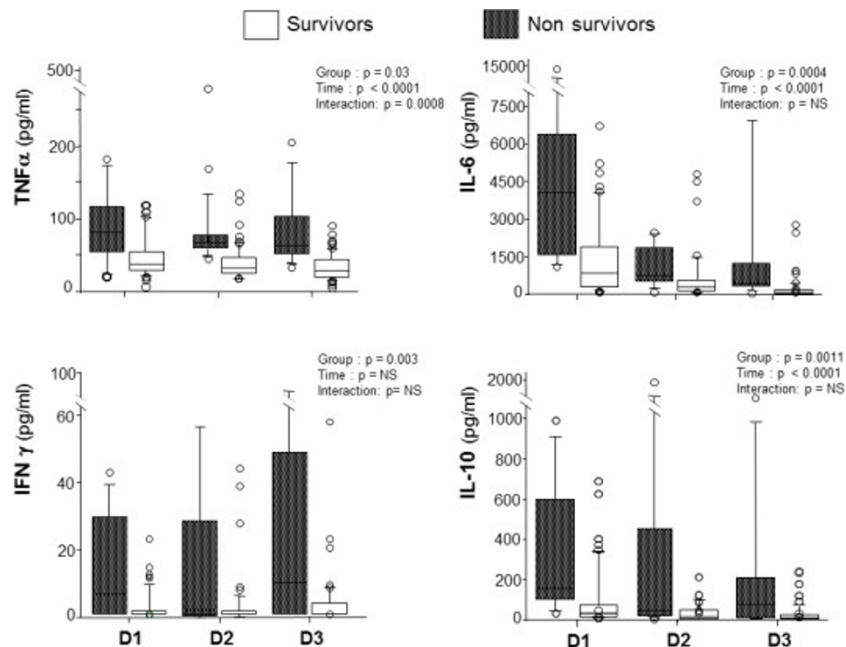 Survivors
Non survivors
TNFα (pg/ml)
500
200
100
0
Group : p = 0.03
Time : p < 0.0001
Interaction: p = 0.0008
IL-6 (pg/ml)
15000
7500
6000
4500
3000
1500
0
Group : p = 0.0004
Time : p < 0.0001
Interaction: p = NS
IFN γ (pg/ml)
100
60
40
20
0
Group : p = 0.003
Time : p = NS
Interaction: p= NS
D1
D2
D3
IL-10 (pg/ml)
2000
1000
800
600
400
200
0
Group : p = 0.0011
Time : p < 0.0001
Interaction: p = NS
D1
D2
D3